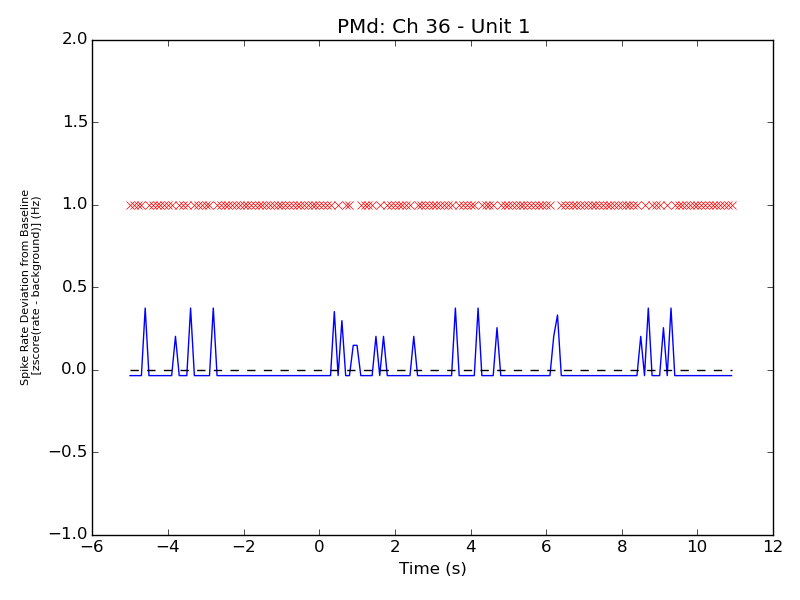 PMd: Ch 36 - Unit 1
2.0
1.5
1.0
0.5
0.0
−0.5
−1.0
Spike Rate Deviation from Baseline
[zscore(rate - background)] (Hz)
−6 −4 −2 0 2 4 6 8 10 12
Time (s)